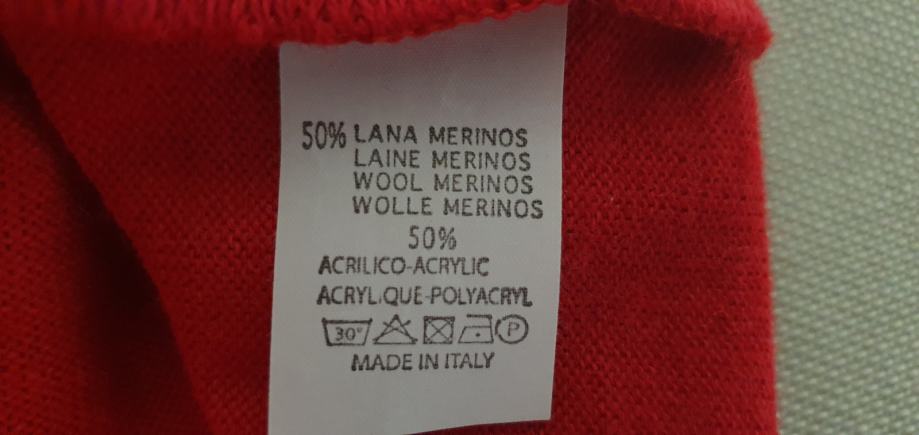 50% LANA MERINOS
LAINE MERINOS
WOOL MERINOS
WOLLE MERINOS
50%
ACRILICO-ACRYLIC
ACRYLIQUE-POLYACRYL
30° P
MADE IN ITALY